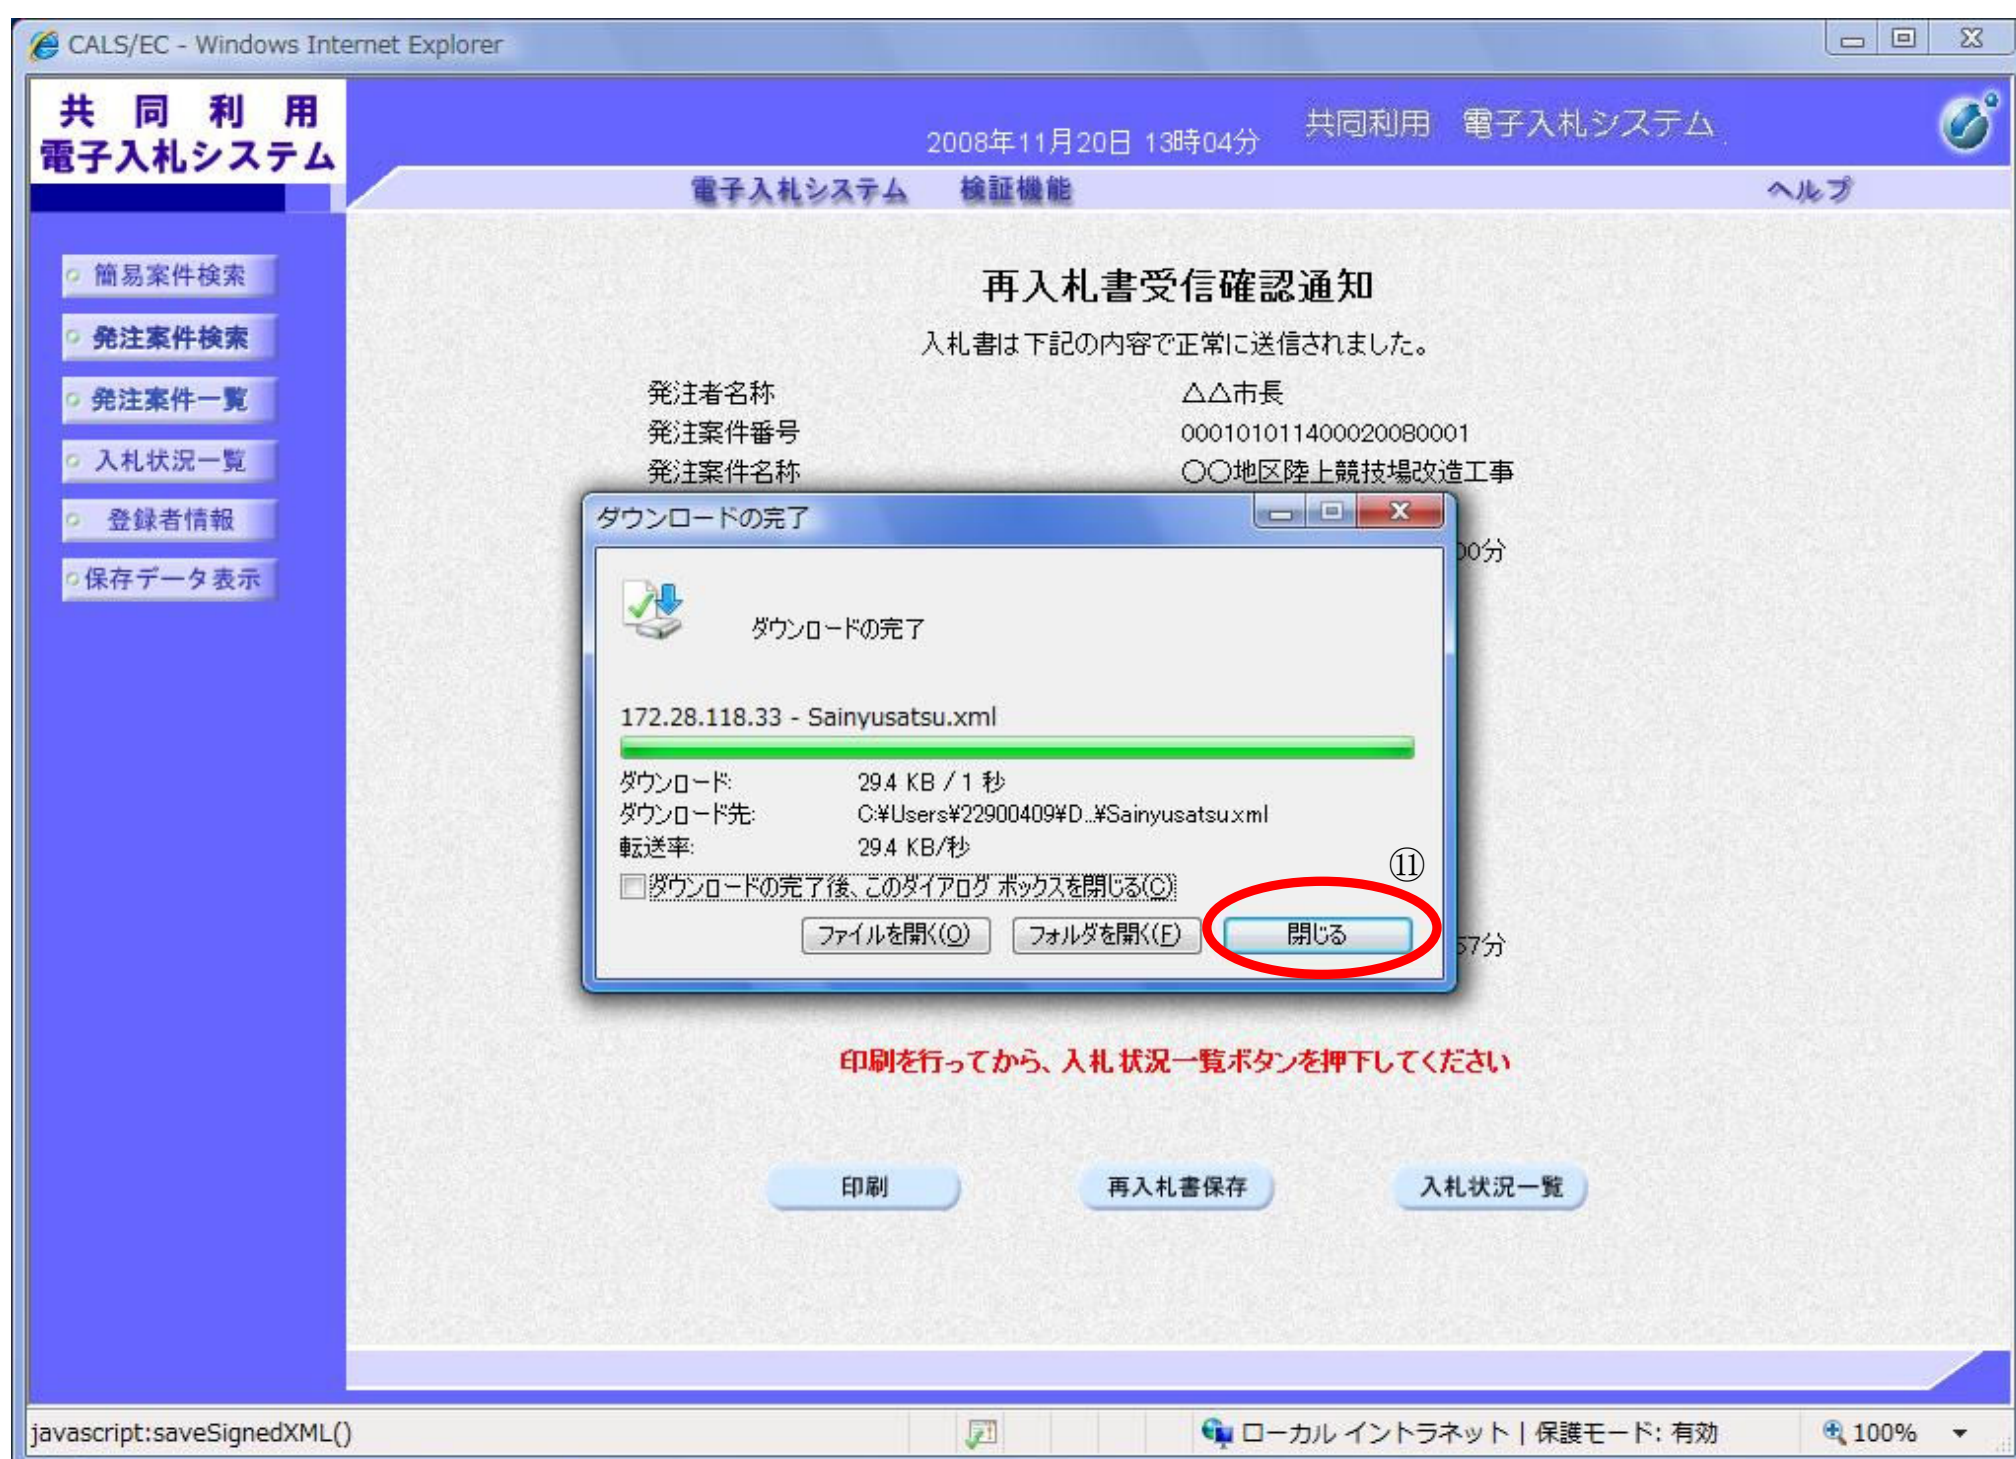 CALS/EC - Windows Internet Explorer
共同利用
電子入札システム
2008年11月20日 13時04分
共同利用 電子入札システム
電子入札システム 検証機能 ヘルプ
簡易案件検索
発注案件検索
発注案件一覧
入札状況一覧
登録者情報
保存データ表示
再入札書受信確認通知
入札書は下記の内容で正常に送信されました。
発注者名称 △△市長
発注案件番号 0001010114000200800​01
発注案件名称 〇〇地区陸上競技場改造工事
ダウンロードの完了
00分
ダウンロードの完了
172.28.118.33 - Sainyusatsu.xml
ダウンロード: 29.4 KB / 1 秒
ダウンロード先: C:¥Users¥22900409¥D...¥Sainyusatsu.xml
転送率: 29.4 KB/秒
⑪
ダウンロードの完了後、このダイアログ ボックスを閉じる(C)
ファイルを開く(O) フォルダを開く(F) 閉じる
57分
印刷を行ってから、入札状況一覧ボタンを押下してください
印刷 再入札書保存 入札状況一覧
javascript:saveSignedXML()
ローカル イントラネット | 保護モード: 有効
100%